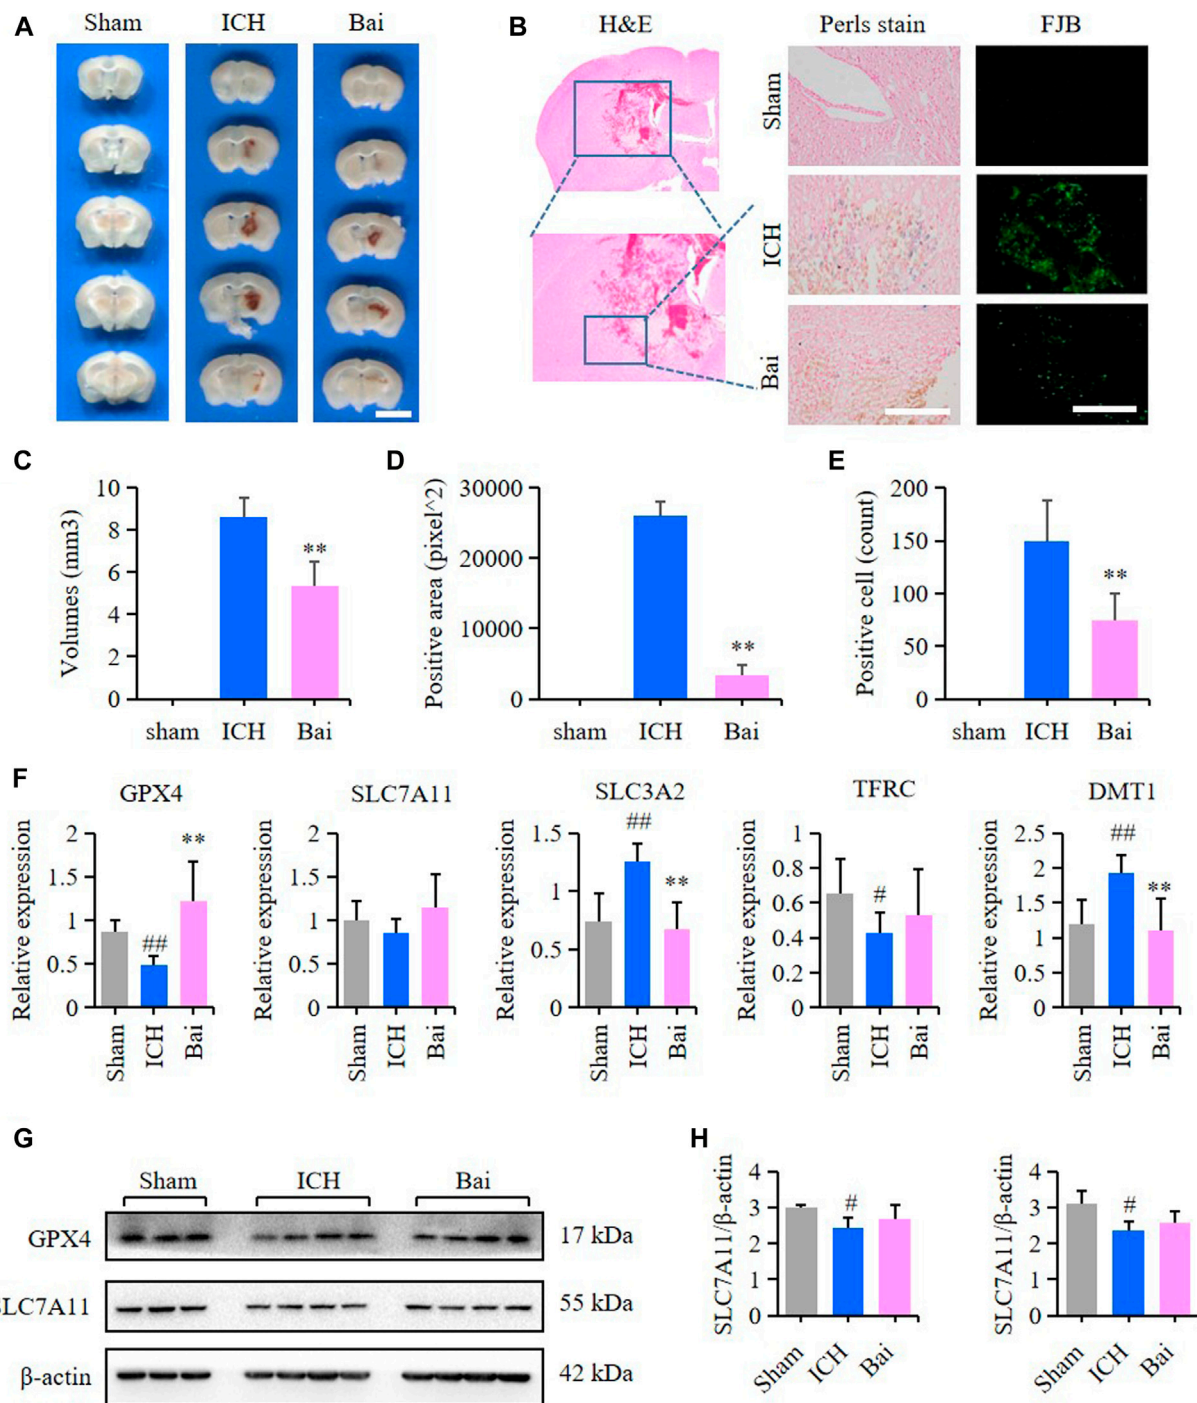 A
Sham ICH Bai
B
H&E Perls stain FJB
Sham
ICH
Bai
C
Volumes (mm3)
10
8
6
4
2
0
**
sham ICH Bai
D
Positive area (pixel^2)
30000
20000
10000
0
**
sham ICH Bai
E
Positive cell (count)
200
150
100
50
0
**
sham ICH Bai
F
GPX4
Relative expression
2
1.5
1
0.5
0
##
**
Sham ICH Bai
SLC7A11
Relative expression
2
1.5
1
0.5
0
Sham ICH Bai
SLC3A2
Relative expression
1.5
1
0.5
0
##
**
Sham ICH Bai
TFRC
Relative expression
1
0.8
0.6
0.4
0.2
0
#
Sham ICH Bai
DMT1
Relative expression
2.5
2
1.5
1
0.5
0
##
**
Sham ICH Bai
G
Sham ICH Bai
GPX4 17 kDa
SLC7A11 55 kDa
β-actin 42 kDa
H
SLC7A11/β-actin
4
3
2
1
0
#
Sham ICH Bai
SLC7A11/β-actin
4
3
2
1
0
#
Sham ICH Bai